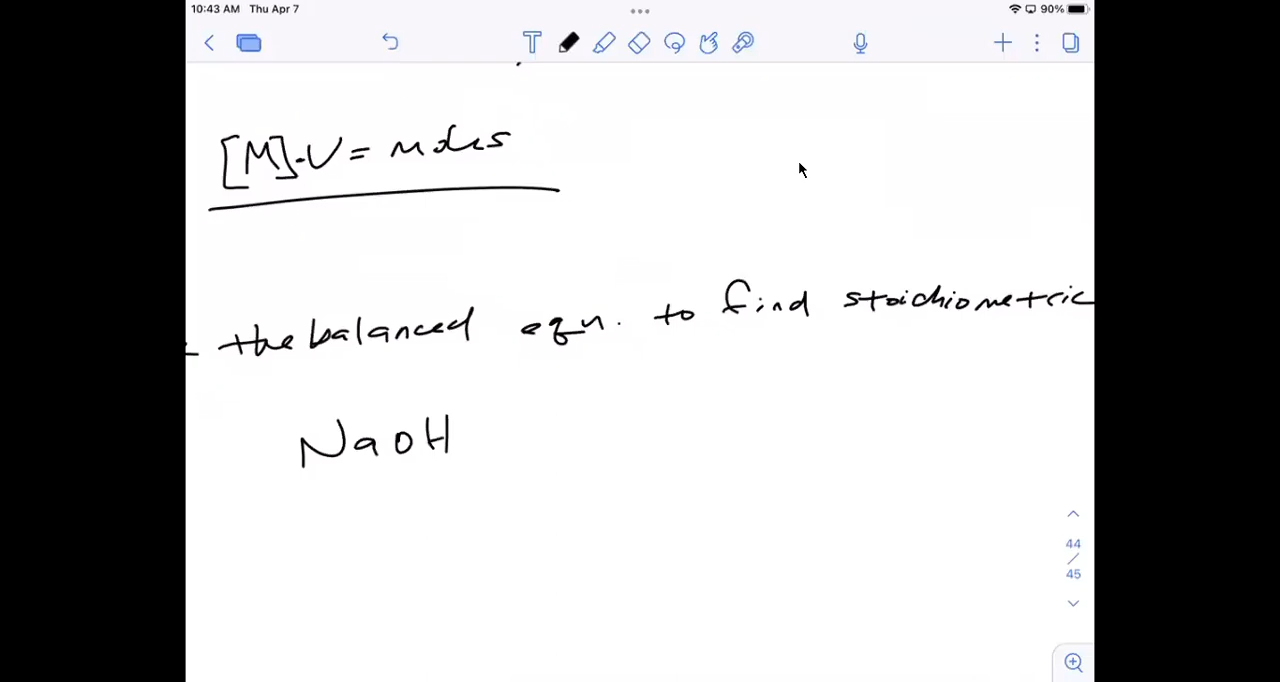 10:43 AM Thu Apr 7
90%
T
[M]·V = moles
the balanced eqn. to find stoichiometric
NaOH
44
/
45